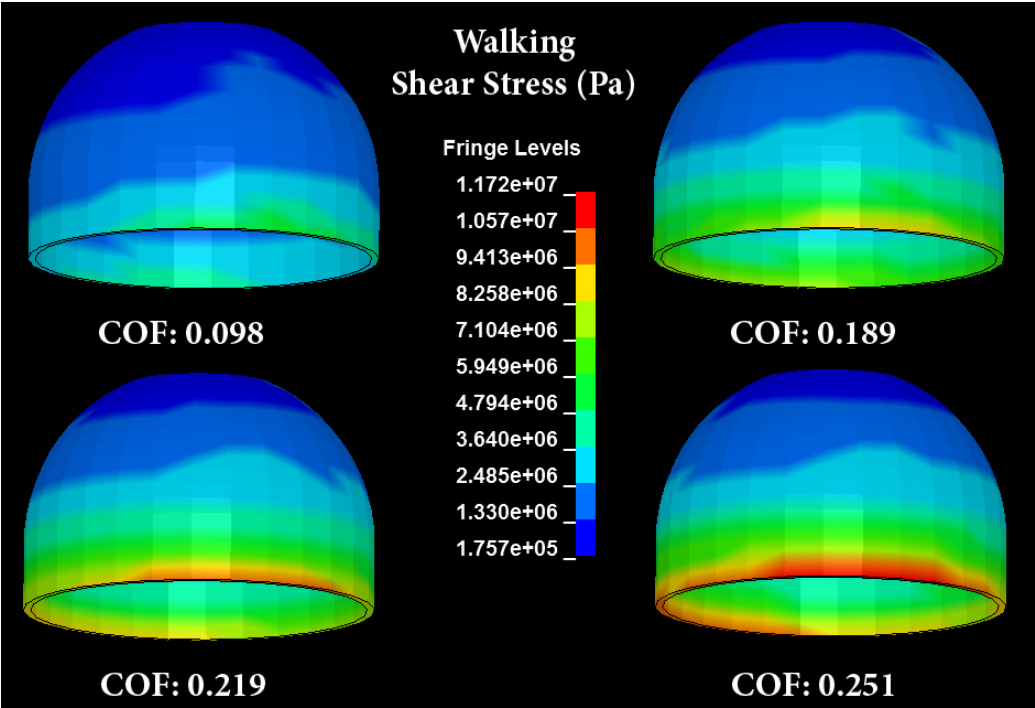 Walking
Shear Stress (Pa)
Fringe Levels
1.172e+07
1.057e+07
9.413e+06
8.258e+06
7.104e+06
5.949e+06
4.794e+06
3.640e+06
2.485e+06
1.330e+06
1.757e+05
COF: 0.098
COF: 0.189
COF: 0.219
COF: 0.251